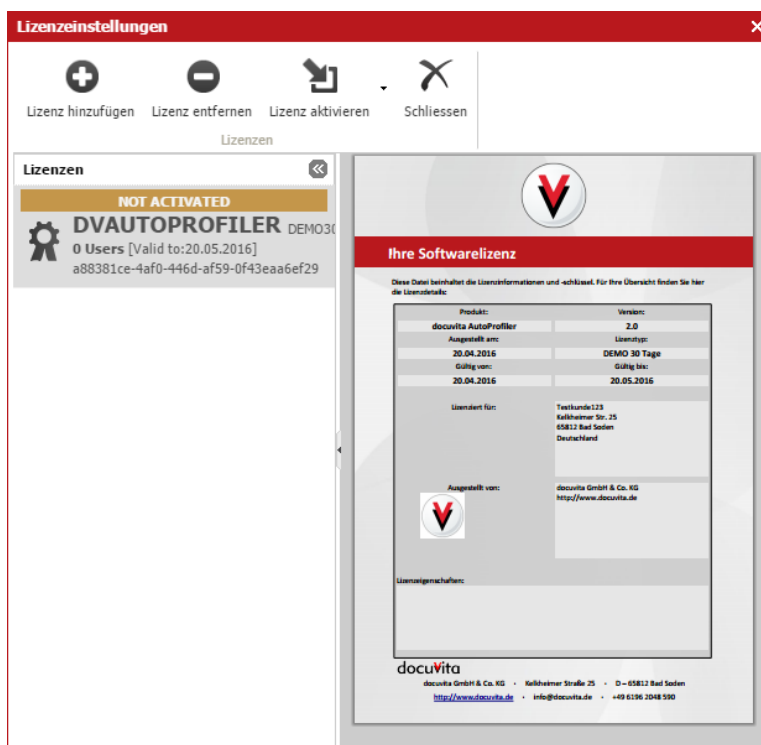 Lizenzeinstellungen
Lizenz hinzufügen
Lizenz entfernen
Lizenz aktivieren
Schliessen
Lizenzen
Lizenzen
NOT ACTIVATED
DVAUTOPROFILER DEMO30
0 Users [Valid to:20.05.2016]
a88381ce-4af0-446d-af59-0f43eaa6ef29
Ihre Softwarelizenz
Diese Datei beinhaltet die Lizenzinformationen und -schlüssel. Für Ihre Übersicht finden Sie hier
die Lizenzdetails:
Produkt: Version:
docuvita AutoProfiler 2.0
Ausgestellt am: Lizenztyp:
20.04.2016 DEMO 30 Tage
Gültig von: Gültig bis:
20.04.2016 20.05.2016
Lizenziert für: Testkunde123
Kelkheimer Str. 25
65812 Bad Soden
Deutschland
Ausgestellt von: docuvita GmbH & Co. KG
http://www.docuvita.de
Lizenzeigenschaften:
docuvita
docuvita GmbH & Co. KG • Kelkheimer Straße 25 • D – 65812 Bad Soden
http://www.docuvita.de • info@docuvita.de • +49 6196 2048 590